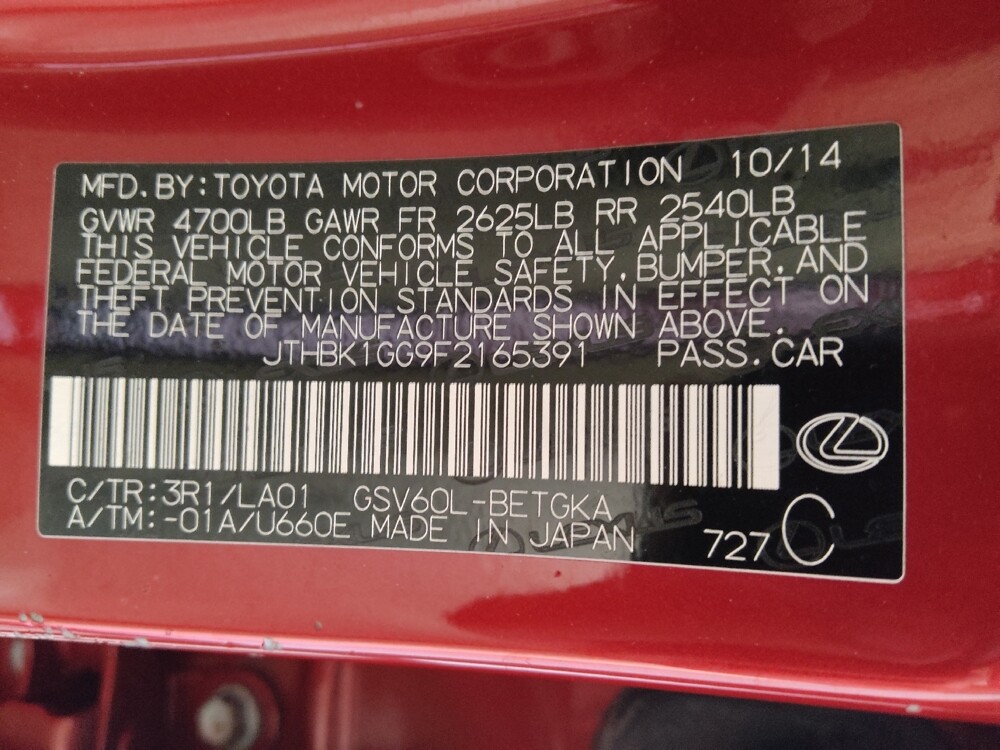 MFD.BY:TOYOTA MOTOR CORPORATION 10/14
GVWR 4700LB GAWR FR 2625LB RR 2540LB
THIS VEHICLE CONFORMS TO ALL APPLICABLE
FEDERAL MOTOR VEHICLE SAFETY,BUMPER,AND
THEFT PREVENTION STANDARDS IN EFFECT ON
THE DATE OF MANUFACTURE SHOWN ABOVE.
JTHBK1GG9F2165391 PASS.CAR
C/TR:3R1/LA01 GSV60L-BETGKA
A/TM:-01A/U660E MADE IN JAPAN 727 C